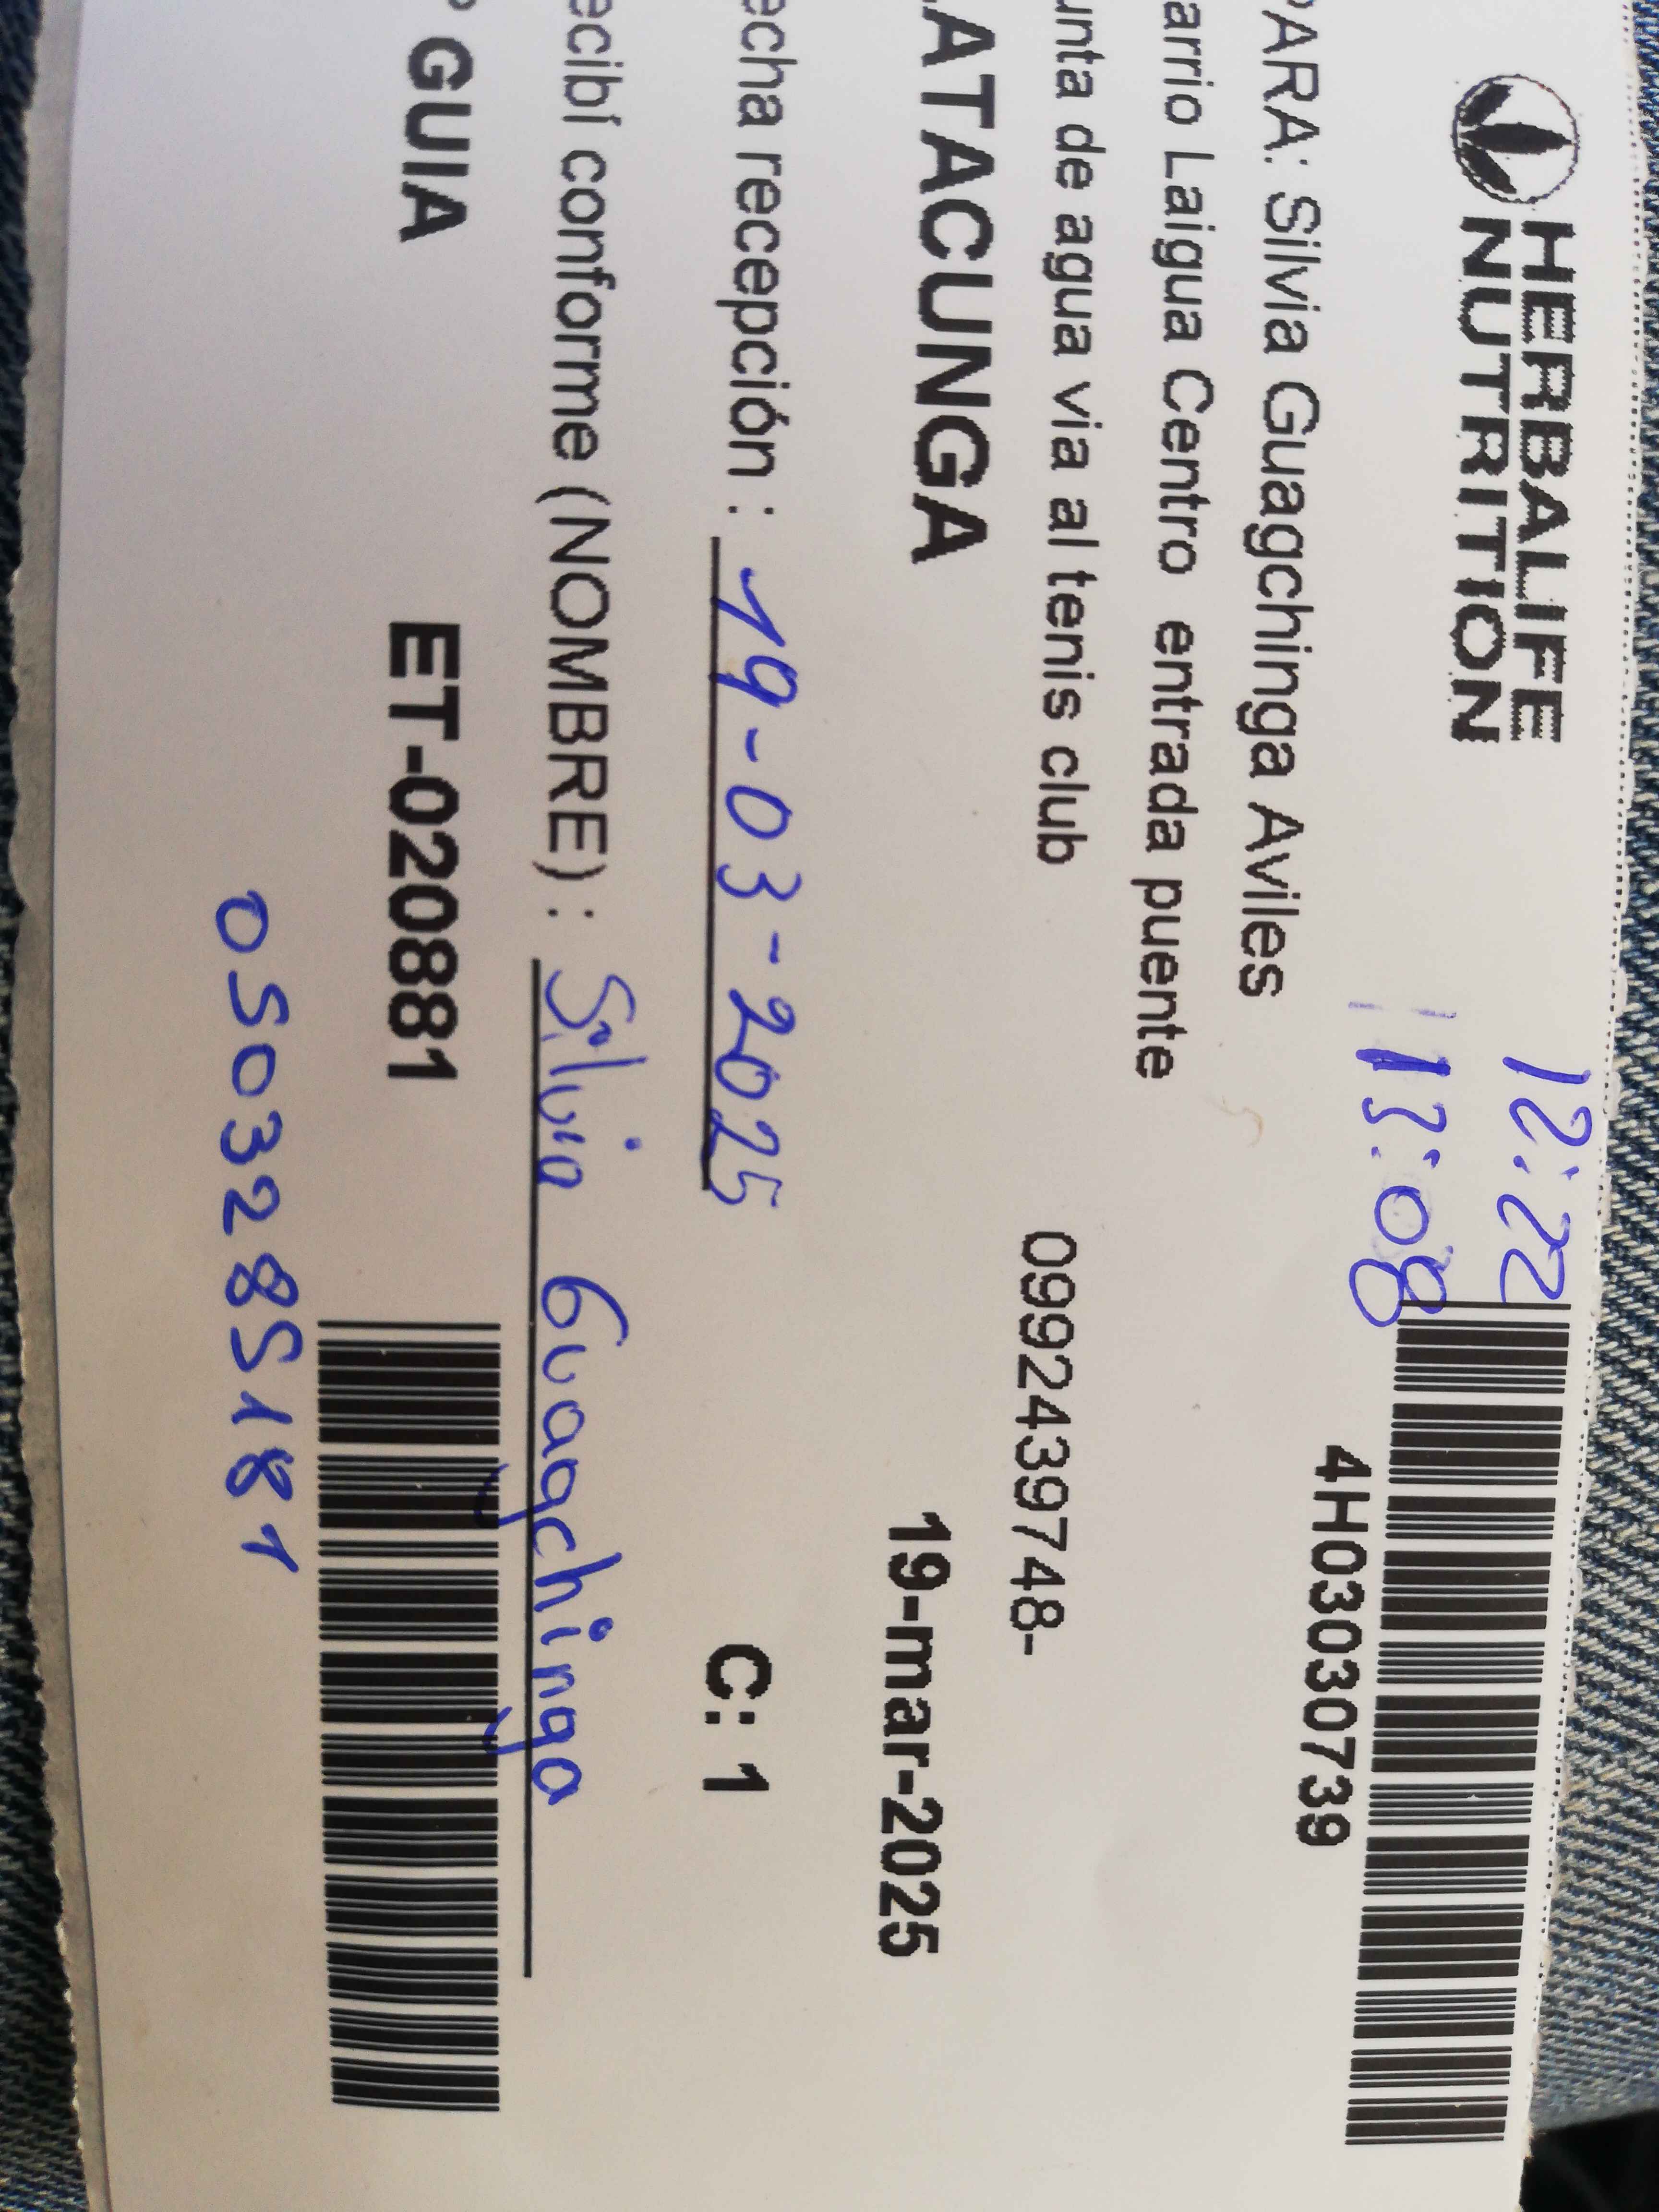 HERBALIFE
NUTRITION
12:22
13:08
4H03030739
PARA: Silvia Guagchinga Aviles
arrio Laigua Centro entrada puente
unta de agua via al tenis club
0992439748-
LATACUNGA
19-mar-2025
echa recepción : 19-03-2025
C: 1
ecibí conforme (NOMBRE) : Silvia Guagchinga
GUIA
ET-020881
0503285181